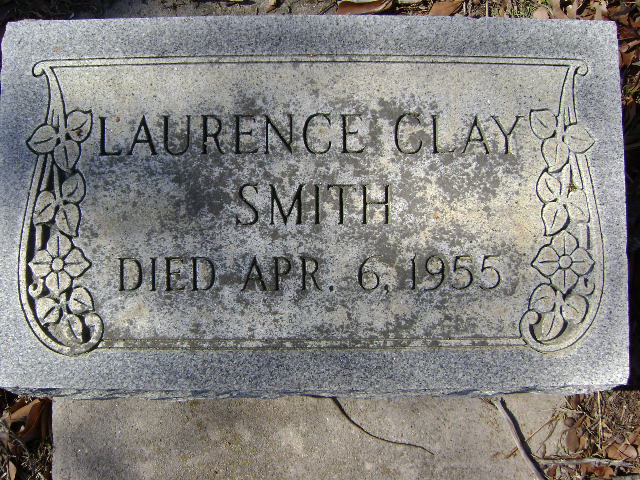 LAURENCE CLAY
SMITH
DIED APR. 6, 1955